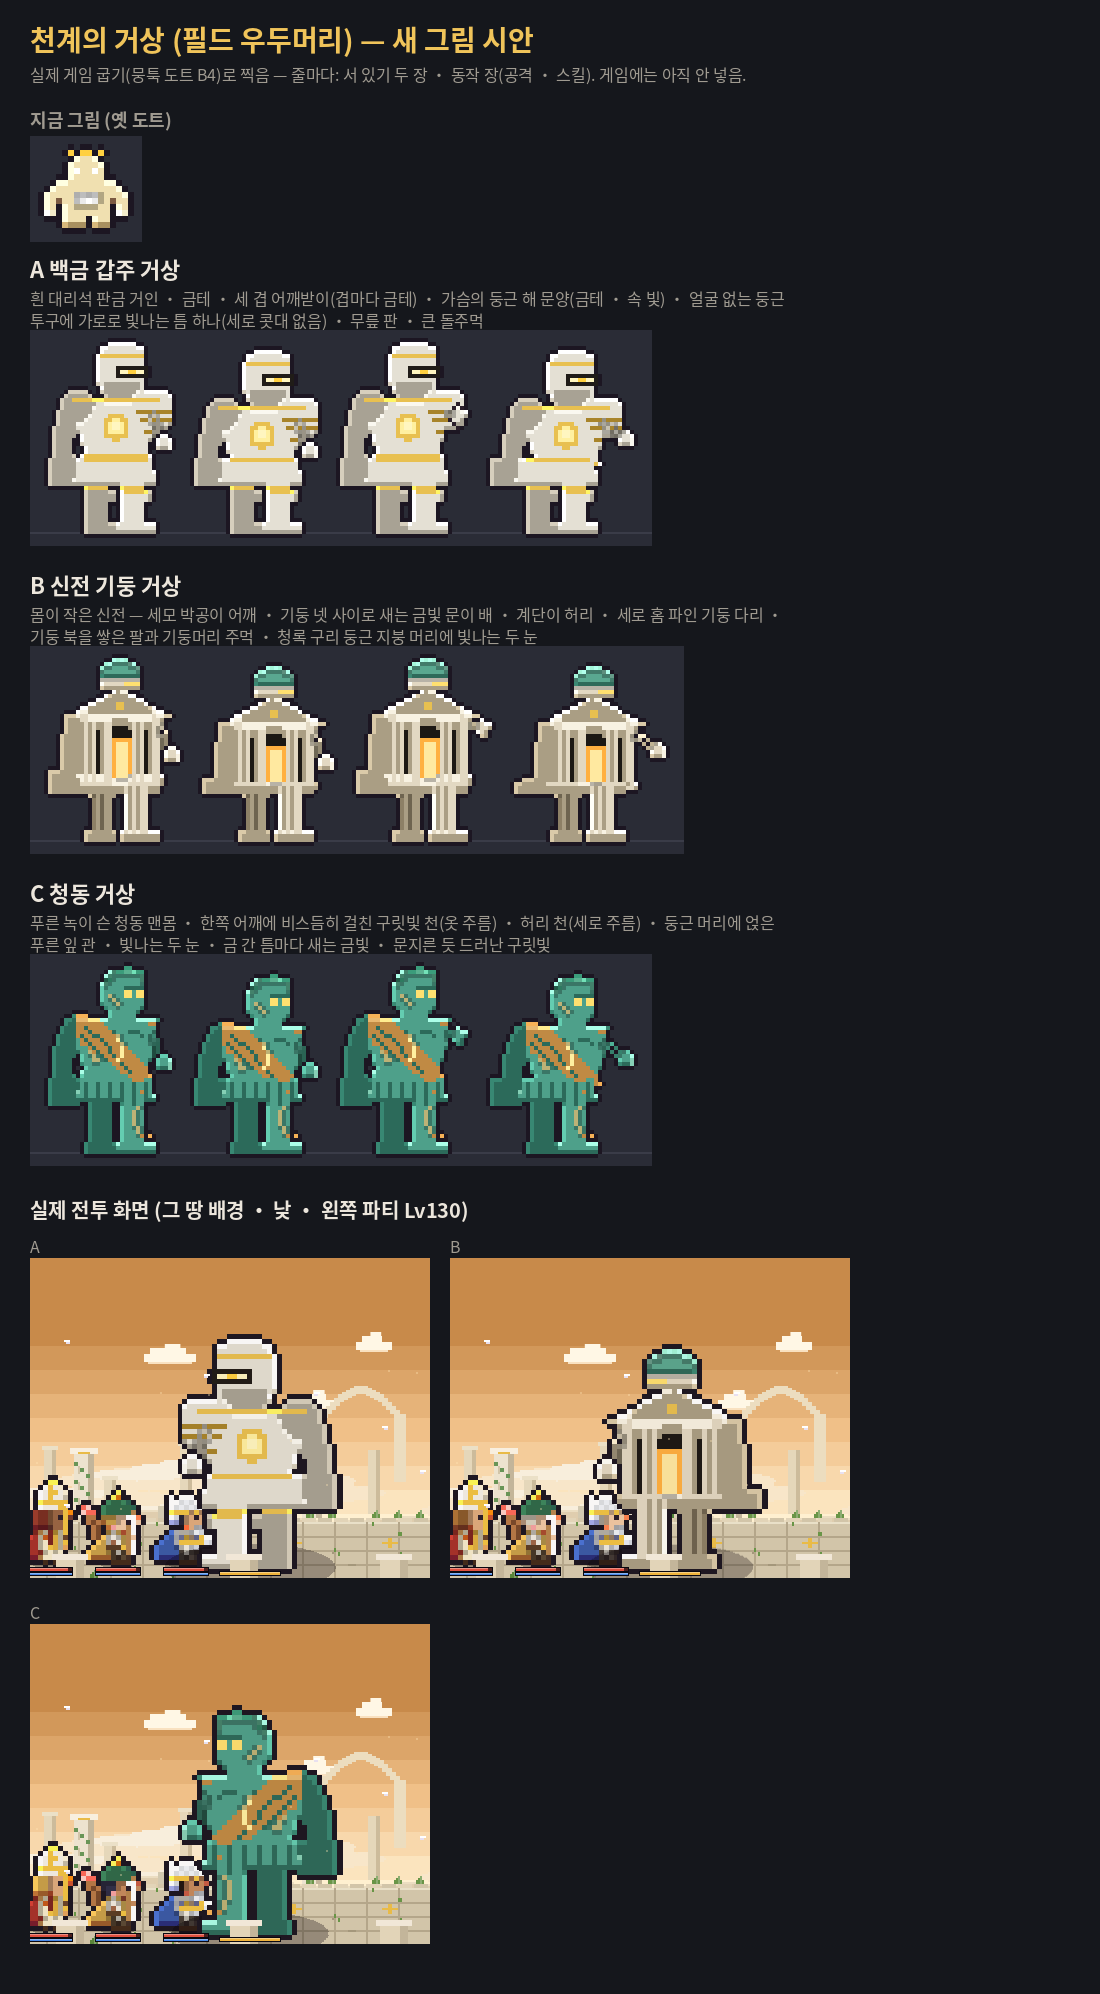 천계의 거상 (필드 우두머리) — 새 그림 시안
실제 게임 굽기(뭉툭 도트 B4)로 찍음 — 줄마다: 서 있기 두 장 · 동작 장(공격 · 스킬). 게임에는 아직 안 넣음.
지금 그림 (옛 도트)
A 백금 갑주 거상
흰 대리석 판금 거인 · 금테 · 세 겹 어깨받이(겹마다 금테) · 가슴의 둥근 해 문양(금테 · 속 빛) · 얼굴 없는 둥근
투구에 가로로 빛나는 틈 하나(세로 콧대 없음) · 무릎 판 · 큰 돌주먹
B 신전 기둥 거상
몸이 작은 신전 — 세모 박공이 어깨 · 기둥 넷 사이로 새는 금빛 문이 배 · 계단이 허리 · 세로 홈 파인 기둥 다리 ·
기둥 북을 쌓은 팔과 기둥머리 주먹 · 청록 구리 둥근 지붕 머리에 빛나는 두 눈
C 청동 거상
푸른 녹이 슨 청동 맨몸 · 한쪽 어깨에 비스듬히 걸친 구릿빛 천(옷 주름) · 허리 천(세로 주름) · 둥근 머리에 얹은
푸른 잎 관 · 빛나는 두 눈 · 금 간 틈마다 새는 금빛 · 문지른 듯 드러난 구릿빛
실제 전투 화면 (그 땅 배경 · 낮 · 왼쪽 파티 Lv130)
A
B
C